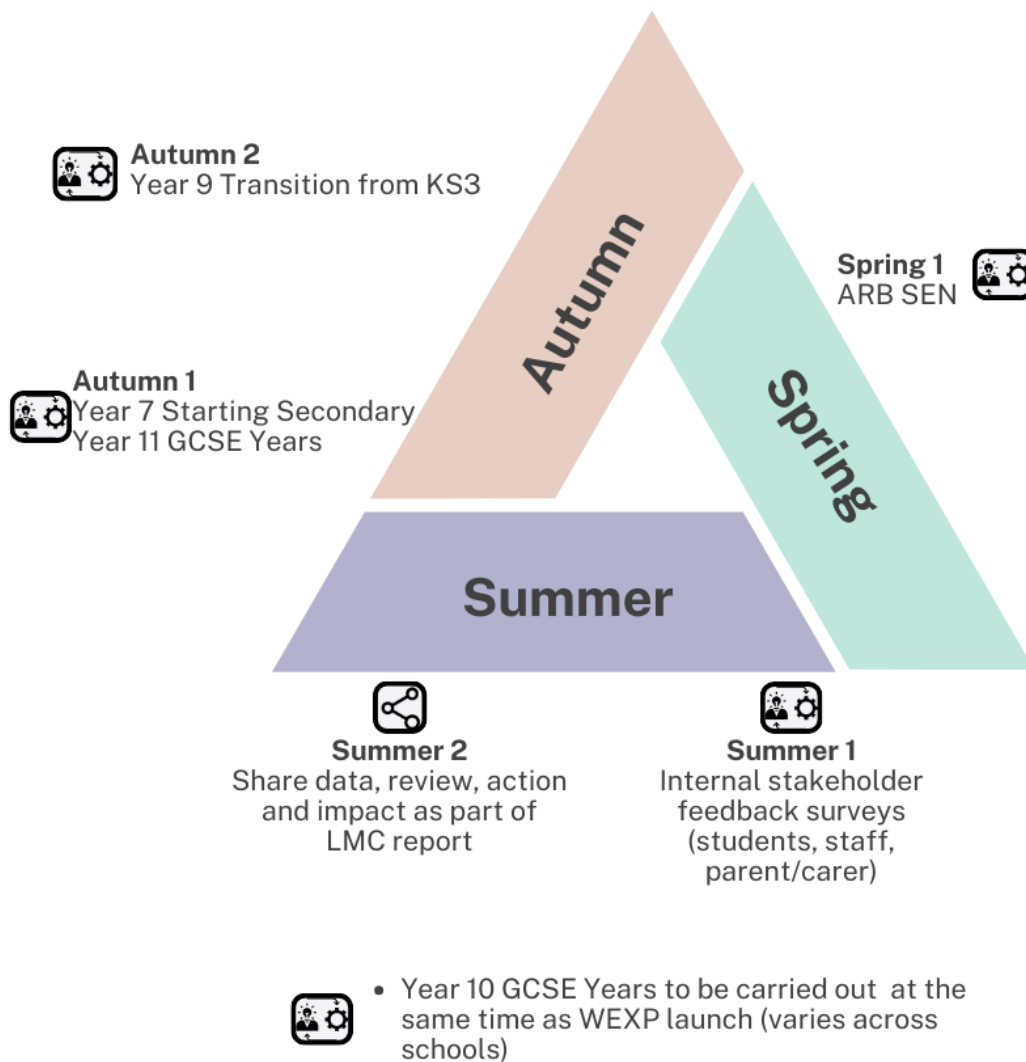 Autumn 2
Year 9 Transition from KS3
Autumn
Spring 1
ARB SEN
Autumn 1
Year 7 Starting Secondary
Year 11 GCSE Years
Spring
Summer
Summer 2
Share data, review, action
and impact as part of
LMC report
Summer 1
Internal stakeholder
feedback surveys
(students, staff,
parent/carer)
• Year 10 GCSE Years to be carried out at the
same time as WEXP launch (varies across
schools)